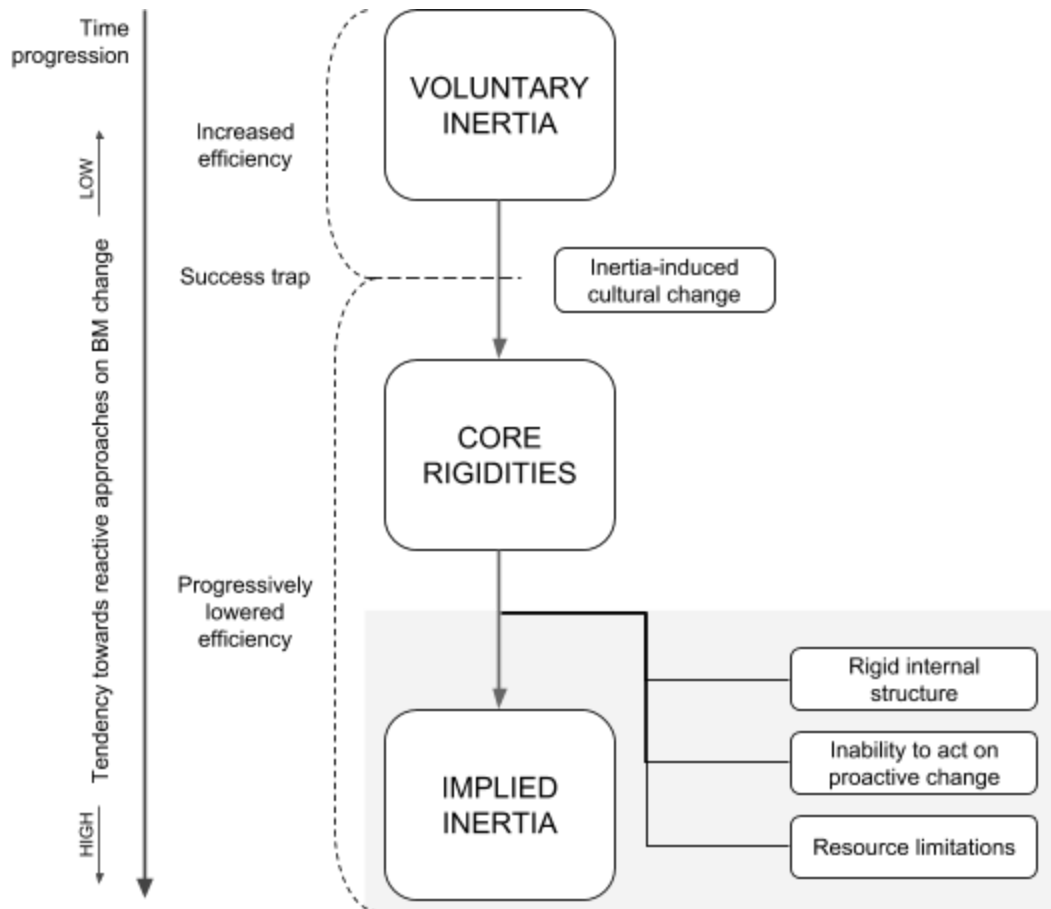 Time
progression
VOLUNTARY
INERTIA
Increased
efficiency
LOW
Success trap
Inertia-induced
cultural change
Tendency towards reactive approaches on BM change
CORE
RIGIDITIES
Progressively
lowered
efficiency
Rigid internal
structure
Inability to act on
proactive change
IMPLIED
INERTIA
HIGH
Resource limitations